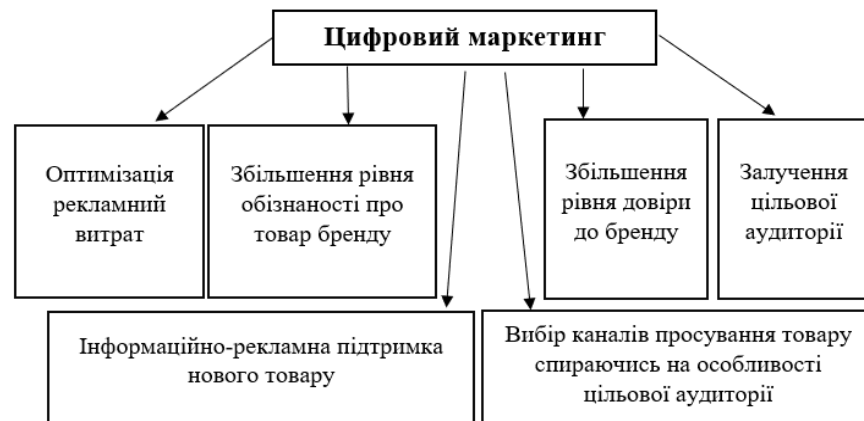 Цифровий маркетинг
Оптимізація
рекламний
витрат
Збільшення рівня
обізнаності про
товар бренду
Збільшення
рівня довіри
до бренду
Залучення
цільової
аудиторії
Інформаційно-рекламна підтримка
нового товару
Вибір каналів просування товару
спираючись на особливості
цільової аудиторії